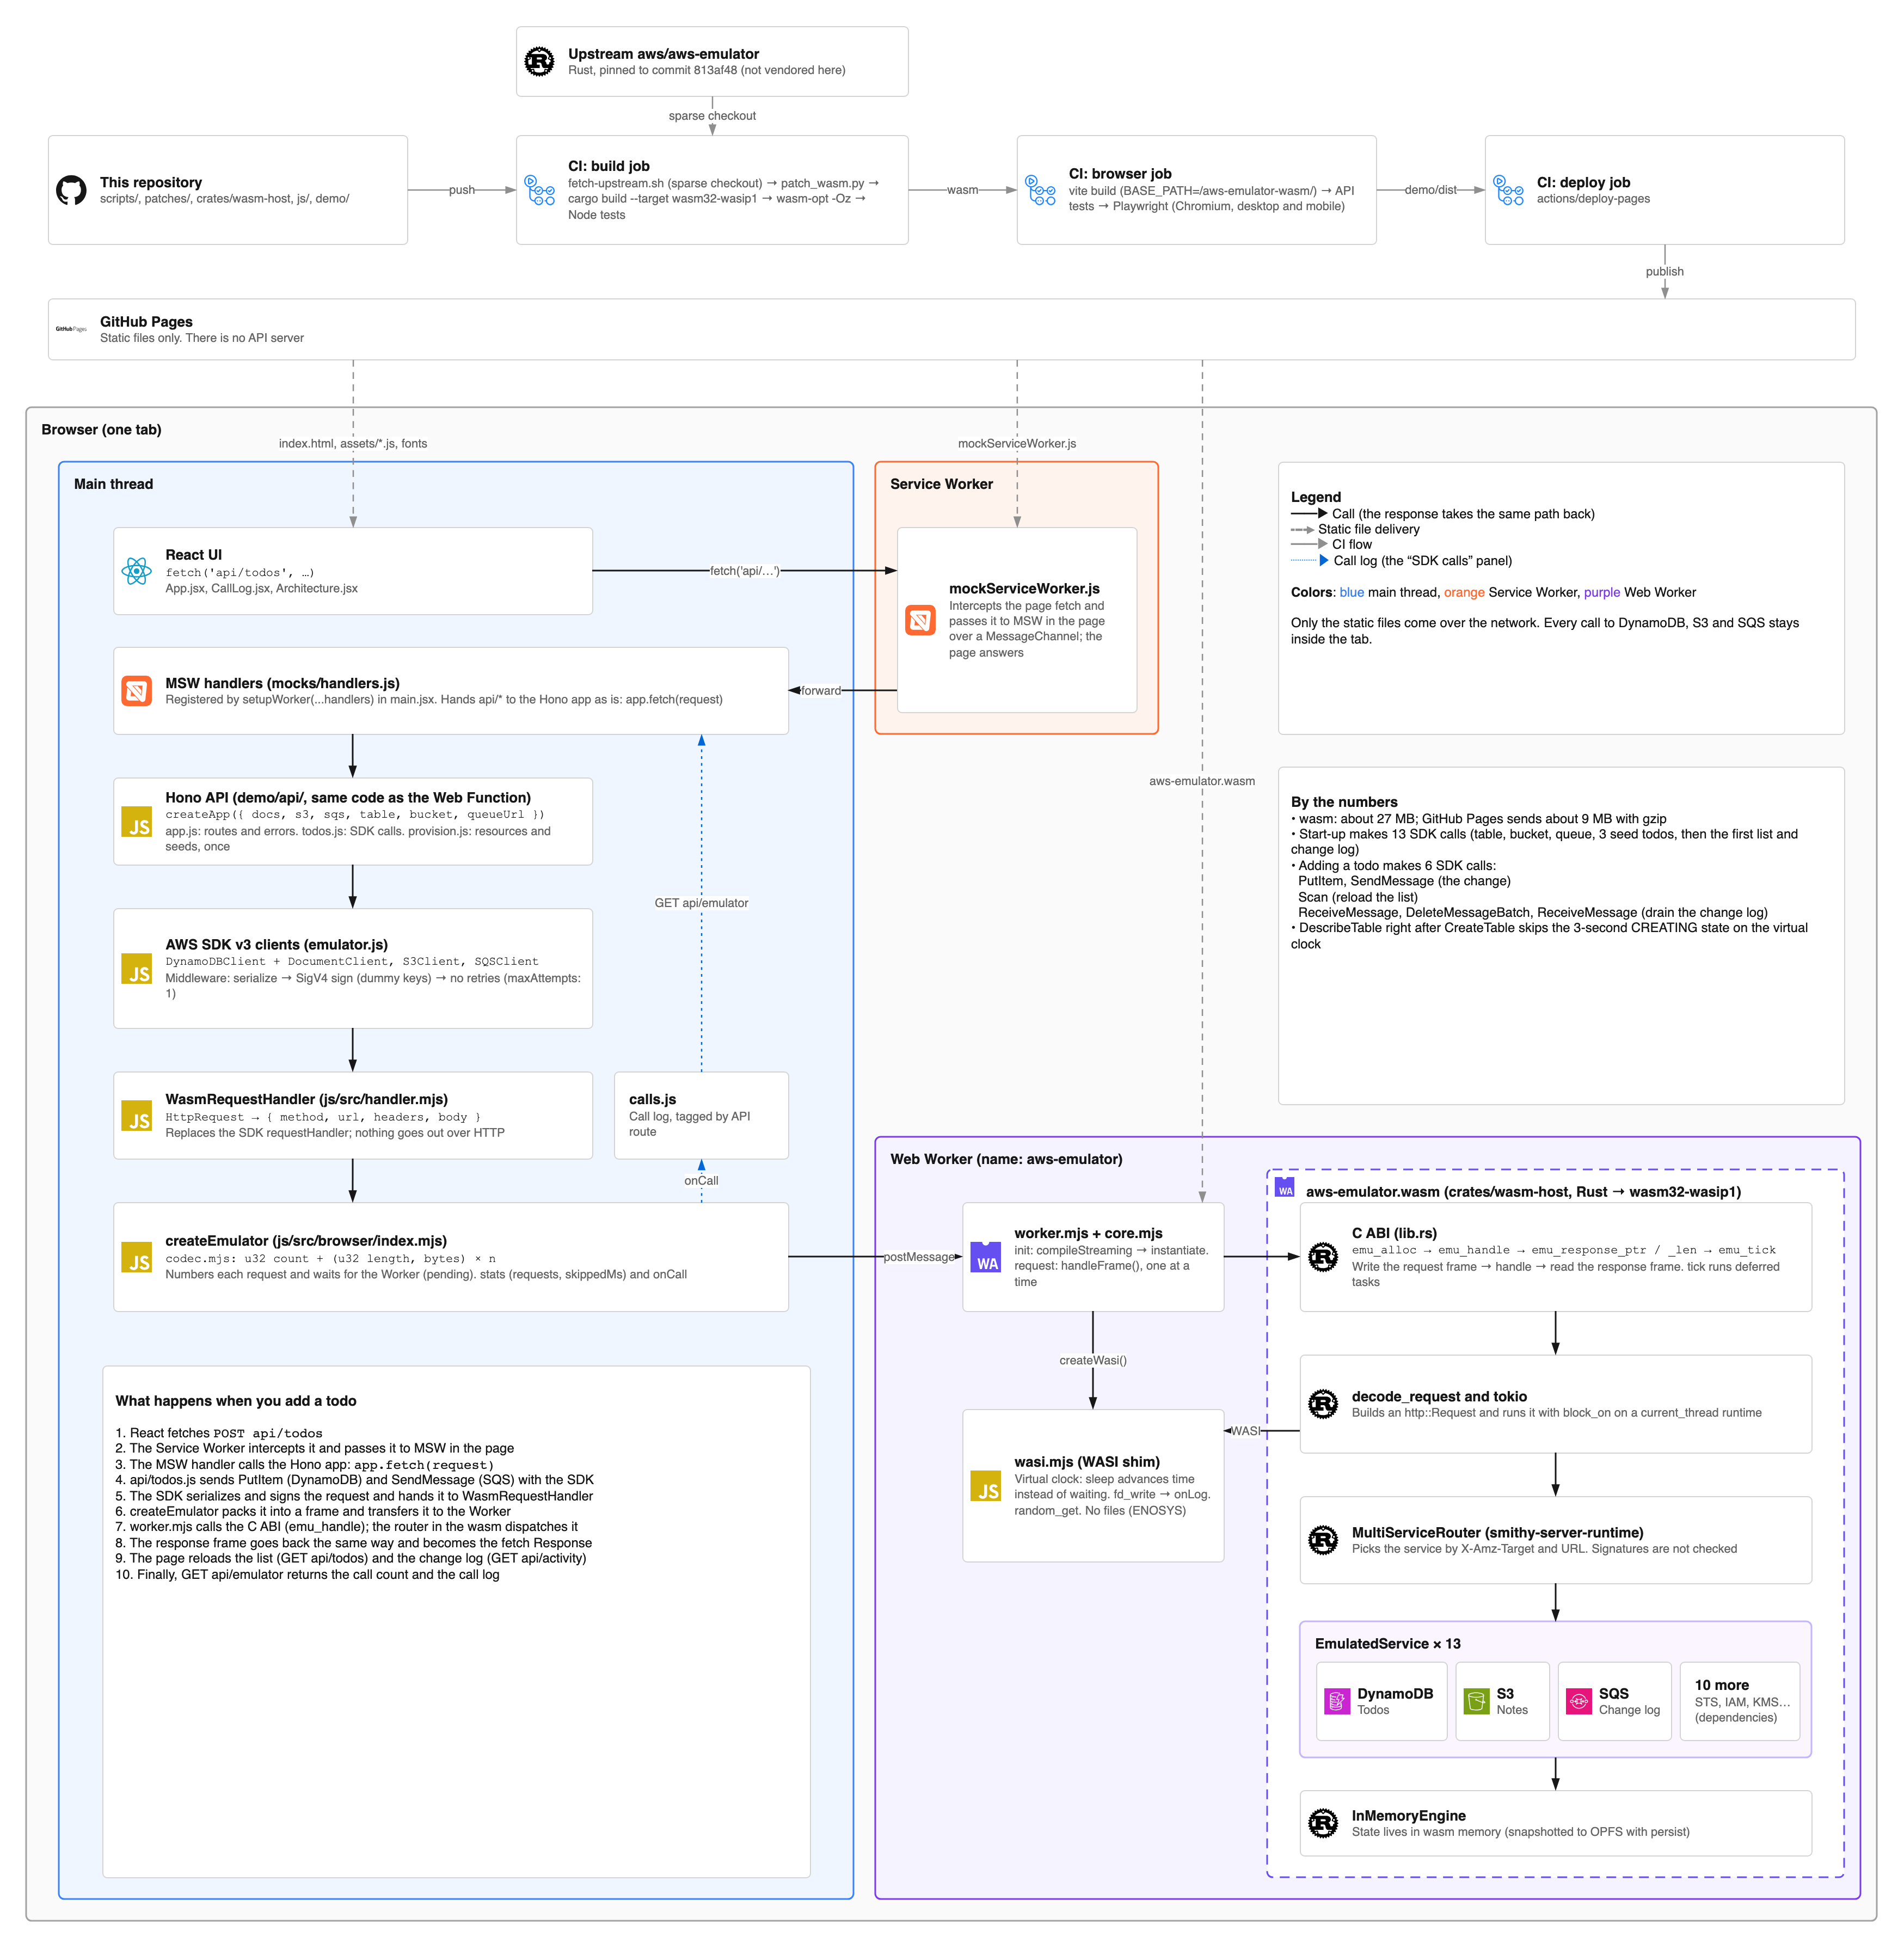 Upstream aws/aws-emulator
Rust, pinned to commit 813af48 (not vendored here)
sparse checkout
This repository
scripts/, patches/, crates/wasm-host, js/, demo/
push
CI: build job
fetch-upstream.sh (sparse checkout) → patch_wasm.py →
cargo build --target wasm32-wasip1 → wasm-opt -Oz →
Node tests
wasm
CI: browser job
vite build (BASE_PATH=/aws-emulator-wasm/) → API
tests → Playwright (Chromium, desktop and mobile)
demo/dist
CI: deploy job
actions/deploy-pages
publish
GitHub Pages
GitHub Pages
Static files only. There is no API server
Browser (one tab)
index.html, assets/*.js, fonts
mockServiceWorker.js
aws-emulator.wasm
Main thread
React UI
fetch('api/todos', …)
App.jsx, CallLog.jsx, Architecture.jsx
fetch('api/…')
MSW handlers (mocks/handlers.js)
Registered by setupWorker(...handlers) in main.jsx. Hands api/* to the Hono app as is: app.fetch(request)
forward
JS
Hono API (demo/api/, same code as the Web Function)
createApp({ docs, s3, sqs, table, bucket, queueUrl })
app.js: routes and errors. todos.js: SDK calls. provision.js: resources and
seeds, once
GET api/emulator
JS
AWS SDK v3 clients (emulator.js)
DynamoDBClient + DocumentClient, S3Client, SQSClient
Middleware: serialize → SigV4 sign (dummy keys) → no retries (maxAttempts:
1)
JS
WasmRequestHandler (js/src/handler.mjs)
HttpRequest → { method, url, headers, body }
Replaces the SDK requestHandler; nothing goes out over HTTP
calls.js
Call log, tagged by API
route
onCall
JS
createEmulator (js/src/browser/index.mjs)
codec.mjs: u32 count + (u32 length, bytes) × n
Numbers each request and waits for the Worker (pending). stats (requests, skippedMs) and onCall
postMessage
What happens when you add a todo
1. React fetches POST api/todos
2. The Service Worker intercepts it and passes it to MSW in the page
3. The MSW handler calls the Hono app: app.fetch(request)
4. api/todos.js sends PutItem (DynamoDB) and SendMessage (SQS) with the SDK
5. The SDK serializes and signs the request and hands it to WasmRequestHandler
6. createEmulator packs it into a frame and transfers it to the Worker
7. worker.mjs calls the C ABI (emu_handle); the router in the wasm dispatches it
8. The response frame goes back the same way and becomes the fetch Response
9. The page reloads the list (GET api/todos) and the change log (GET api/activity)
10. Finally, GET api/emulator returns the call count and the call log
Service Worker
mockServiceWorker.js
Intercepts the page fetch and
passes it to MSW in the page
over a MessageChannel; the
page answers
Legend
Call (the response takes the same path back)
Static file delivery
CI flow
Call log (the “SDK calls” panel)
Colors: blue main thread, orange Service Worker, purple Web Worker
Only the static files come over the network. Every call to DynamoDB, S3 and SQS stays
inside the tab.
By the numbers
• wasm: about 27 MB; GitHub Pages sends about 9 MB with gzip
• Start-up makes 13 SDK calls (table, bucket, queue, 3 seed todos, then the first list and
change log)
• Adding a todo makes 6 SDK calls:
PutItem, SendMessage (the change)
Scan (reload the list)
ReceiveMessage, DeleteMessageBatch, ReceiveMessage (drain the change log)
• DescribeTable right after CreateTable skips the 3-second CREATING state on the virtual
clock
Web Worker (name: aws-emulator)
WA
worker.mjs + core.mjs
init: compileStreaming → instantiate.
request: handleFrame(), one at a
time
createWasi()
JS
wasi.mjs (WASI shim)
Virtual clock: sleep advances time
instead of waiting. fd_write → onLog.
random_get. No files (ENOSYS)
WASI
WA
aws-emulator.wasm (crates/wasm-host, Rust → wasm32-wasip1)
C ABI (lib.rs)
emu_alloc → emu_handle → emu_response_ptr / _len → emu_tick
Write the request frame → handle → read the response frame. tick runs deferred
tasks
decode_request and tokio
Builds an http::Request and runs it with block_on on a current_thread runtime
MultiServiceRouter (smithy-server-runtime)
Picks the service by X-Amz-Target and URL. Signatures are not checked
EmulatedService × 13
DynamoDB
Todos
S3
Notes
SQS
Change log
10 more
STS, IAM, KMS…
(dependencies)
InMemoryEngine
State lives in wasm memory (snapshotted to OPFS with persist)